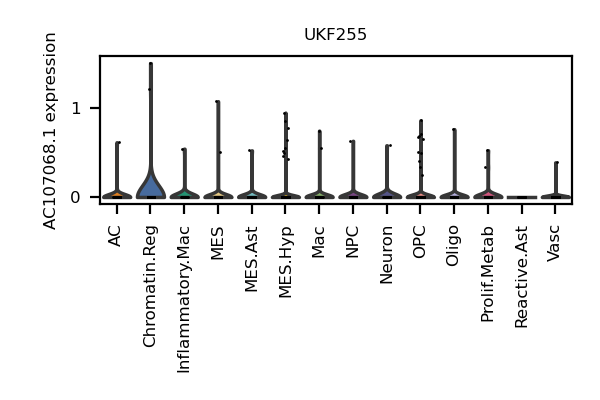 UKF255
AC107068.1 expression
1
0
AC
Chromatin.Reg
Inflammatory.Mac
MES
MES.Ast
MES.Hyp
Mac
NPC
Neuron
OPC
Oligo
Prolif.Metab
Reactive.Ast
Vasc